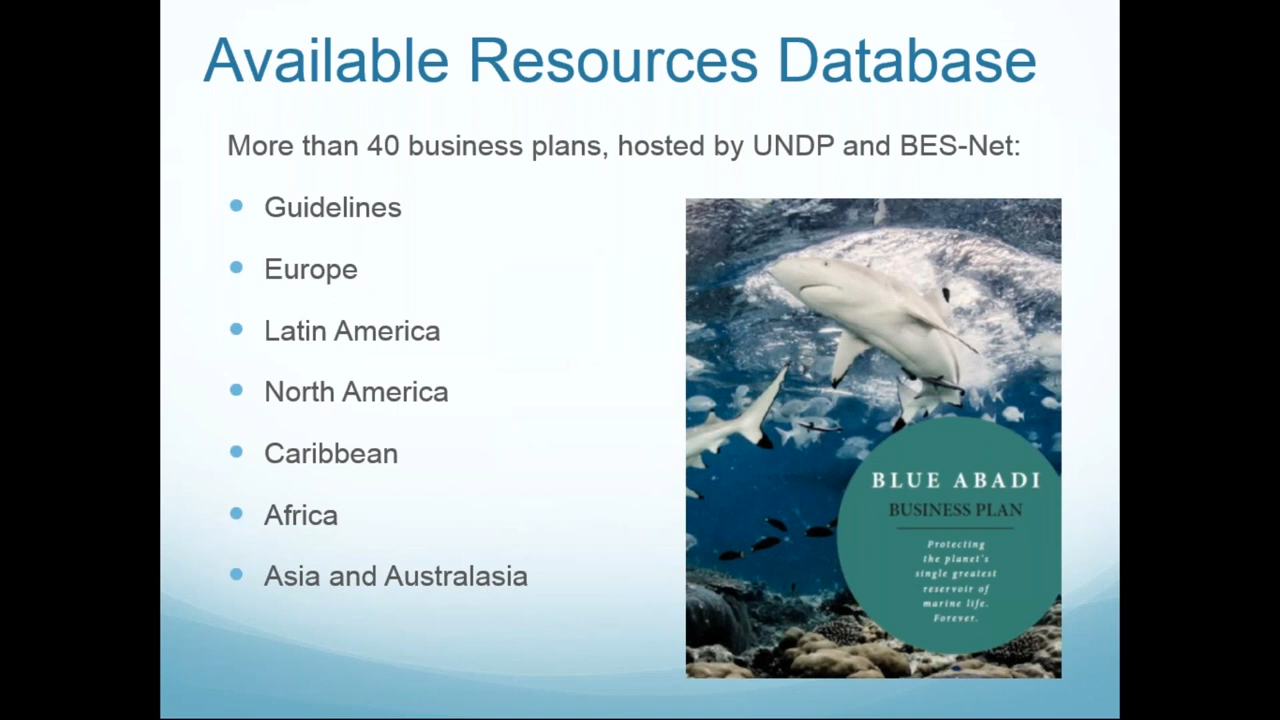 Available Resources Database
More than 40 business plans, hosted by UNDP and BES-Net:
Guidelines
Europe
Latin America
North America
Caribbean
Africa
Asia and Australasia
BLUE ABADI
BUSINESS PLAN
Protecting
the planet's
single greatest
reservoir of
marine life.
Forever.